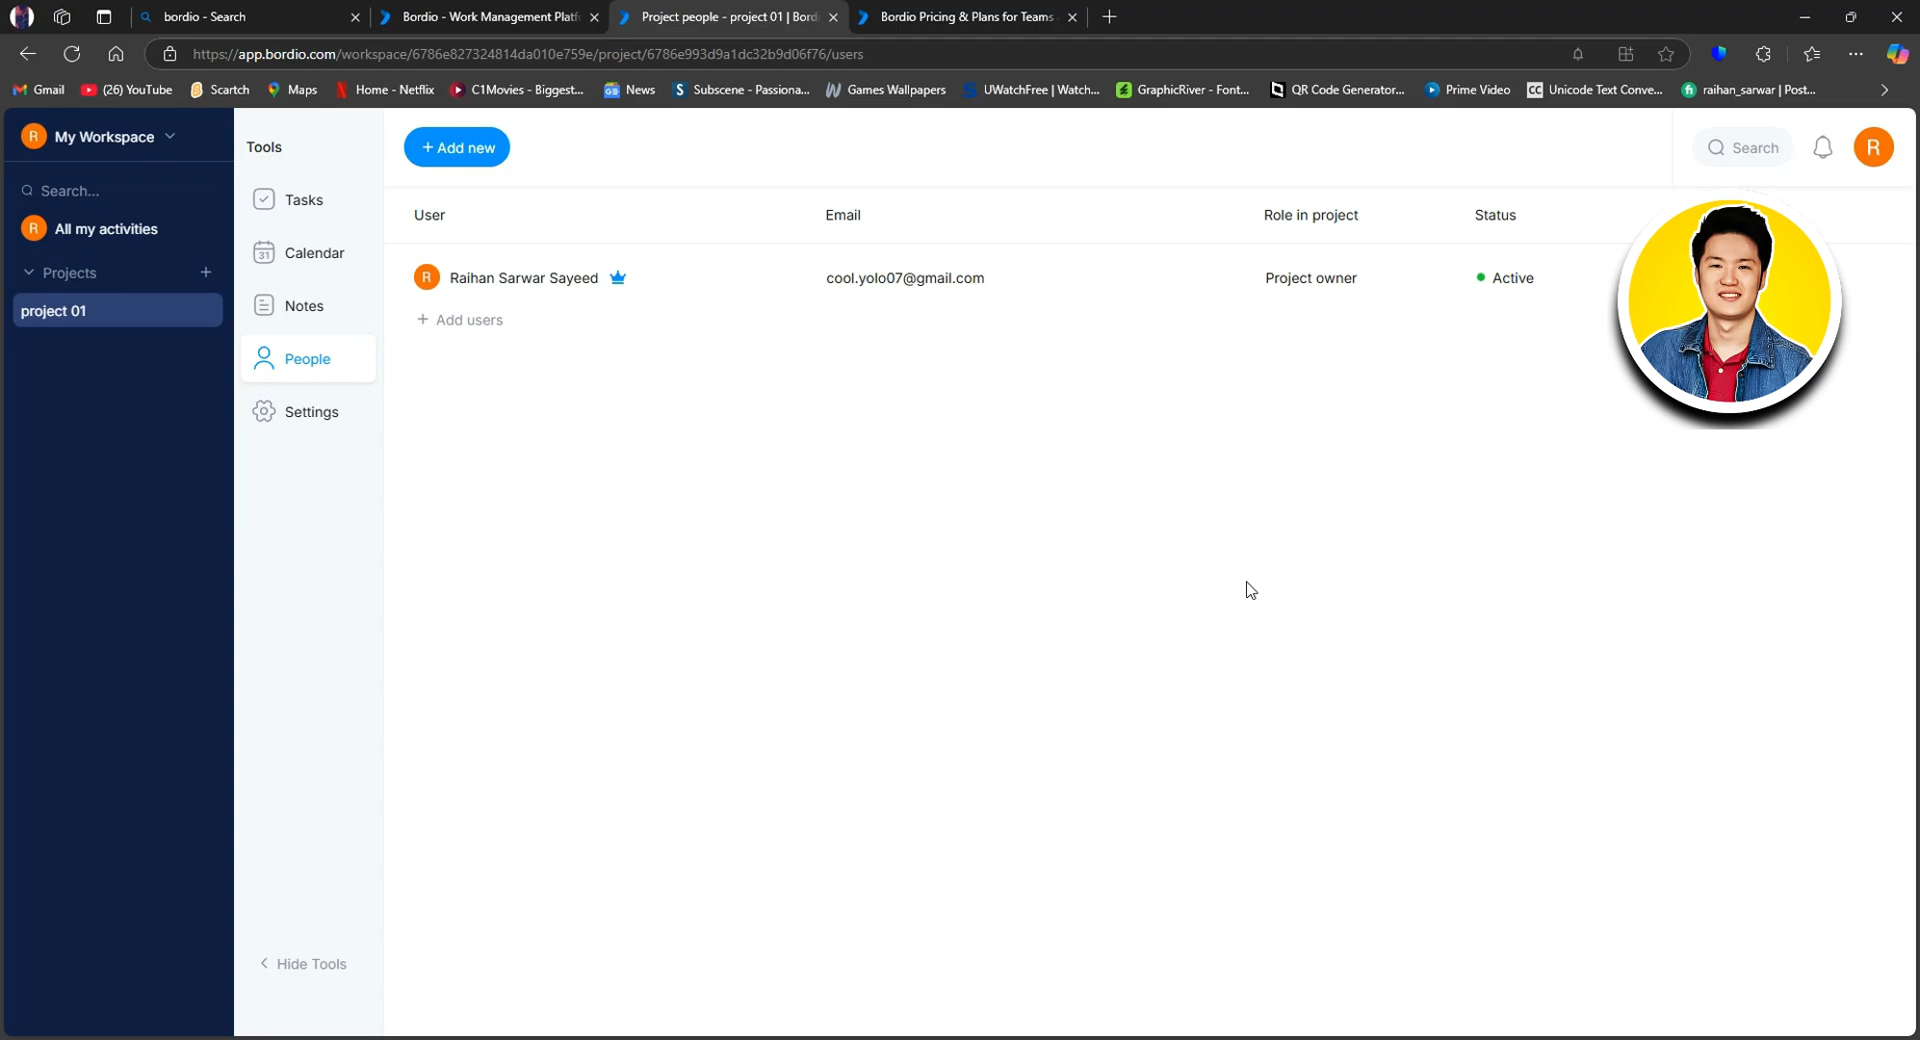 bordio - Search
Bordio - Work Management Platf
Project people - project 01 | Bord
Bordio Pricing & Plans for Teams
https://app.bordio.com/workspace/6786e827324814da010e759e/project/6786e993d9a1dc32b9d06f76/users
Gmail
(26) YouTube
Scartch
Maps
Home - Netflix
C1Movies - Biggest...
News
Subscene - Passiona...
Games Wallpapers
UWatchFree | Watch...
GraphicRiver - Font...
QR Code Generator...
Prime Video
Unicode Text Conve...
raihan_sarwar | Post...
R My Workspace
Search...
R All my activities
Projects +
project 01
Tools
Tasks
31 Calendar
Notes
People
Settings
Hide Tools
+ Add new
Search
R
User Email Role in project Status
R Raihan Sarwar Sayeed cool.yolo07@gmail.com Project owner Active
+ Add users